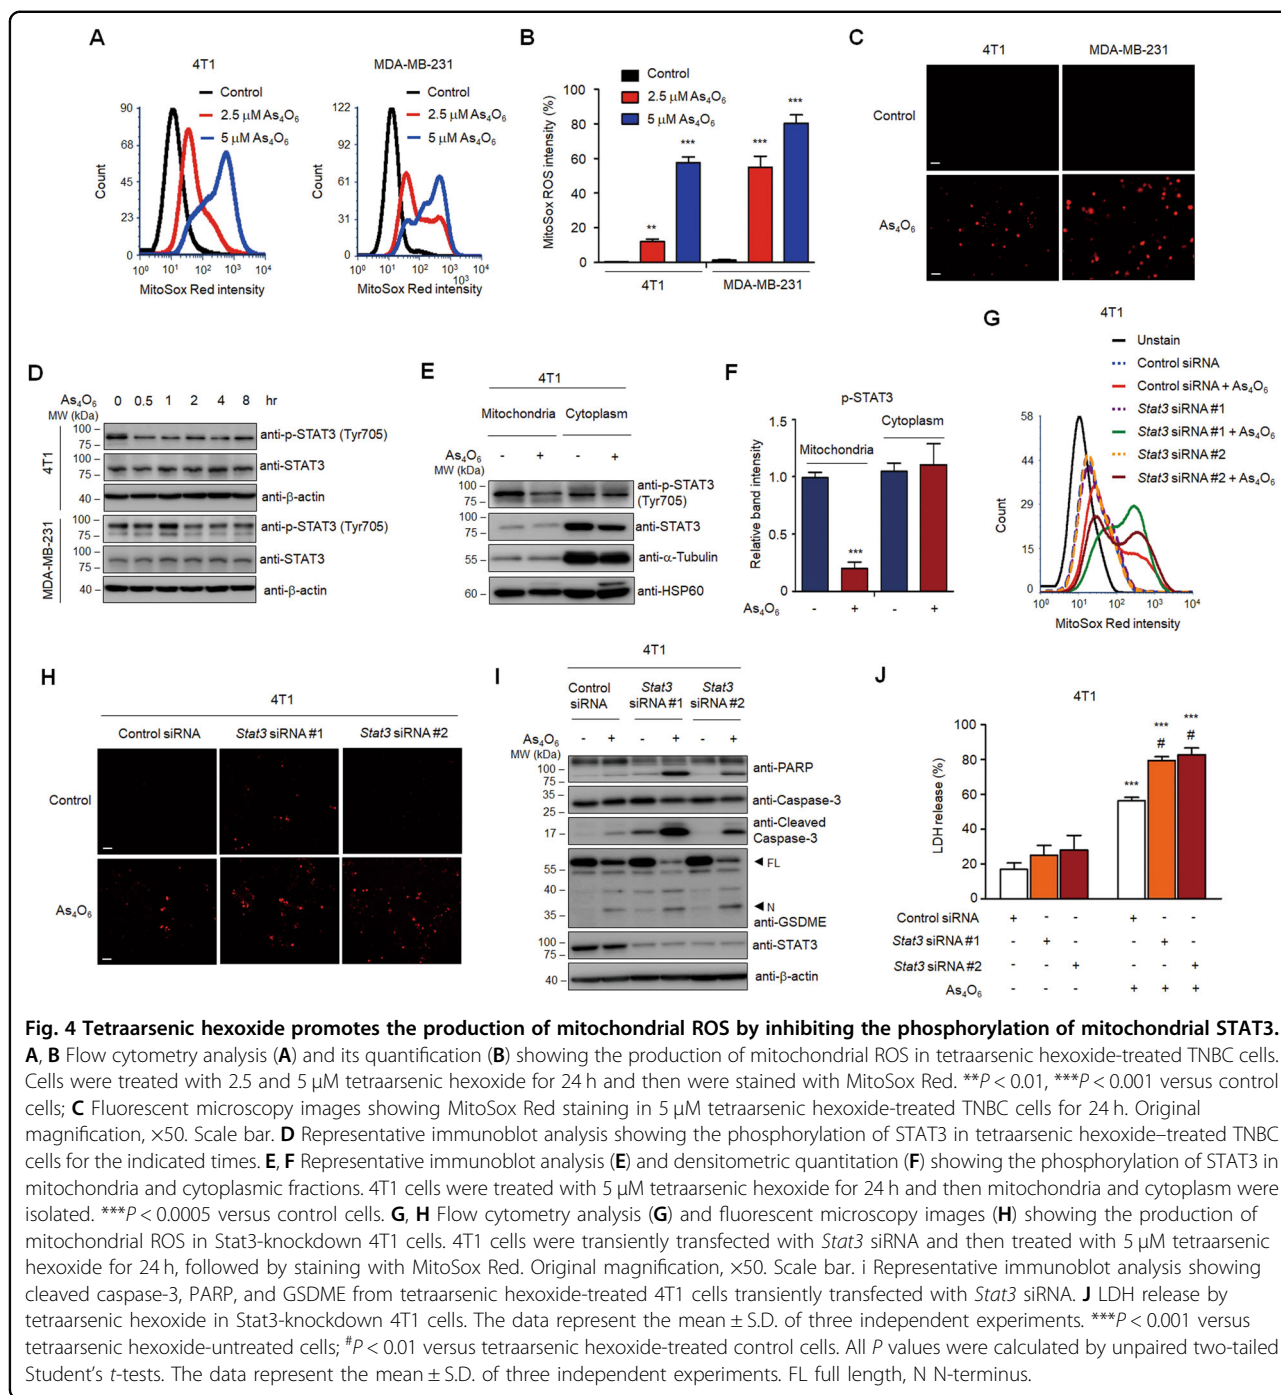 A
4T1
Control
2.5 μM As₄O₆
5 μM As₄O₆
90
68
45
23
0
Count
10⁰ 10¹ 10² 10³ 10⁴
MitoSox Red intensity
MDA-MB-231
Control
2.5 μM As₄O₆
5 μM As₄O₆
122
92
61
31
0
Count
10⁰ 10¹ 10² 10³ 10⁴
MitoSox Red intensity
B
Control
2.5 μM As₄O₆
5 μM As₄O₆
MitoSox ROS intensity (%)
100
80
60
40
20
0
** *** *** ***
4T1 MDA-MB-231
C
4T1 MDA-MB-231
Control
As₄O₆
D
As₄O₆ 0 0.5 1 2 4 8 hr
MW (kDa)
4T1
100
75
anti-p-STAT3 (Tyr705)
100
75
anti-STAT3
40
anti-β-actin
MDA-MB-231
100
75
anti-p-STAT3 (Tyr705)
100
75
anti-STAT3
40
anti-β-actin
E
4T1
Mitochondria Cytoplasm
As₄O₆ - + - +
MW (kDa)
100
75
anti-p-STAT3
(Tyr705)
100
75
anti-STAT3
55
anti-α-Tubulin
60
anti-HSP60
F
p-STAT3
Relative band intensity
1.5
1.0
0.5
0
Mitochondria
Cytoplasm
***
As₄O₆ - + - +
G
4T1
Unstain
Control siRNA
Control siRNA + As₄O₆
Stat3 siRNA #1
Stat3 siRNA #1 + As₄O₆
Stat3 siRNA #2
Stat3 siRNA #2 + As₄O₆
58
44
29
15
0
Count
10⁰ 10¹ 10² 10³ 10⁴
MitoSox Red intensity
H
4T1
Control siRNA Stat3 siRNA #1 Stat3 siRNA #2
Control
As₄O₆
I
4T1
Control siRNA Stat3 siRNA #1 Stat3 siRNA #2
As₄O₆ - + - + - +
MW (kDa)
100
75
anti-PARP
35
25
anti-Caspase-3
17
anti-Cleaved
Caspase-3
55
40
35
FL
N
anti-GSDME
100
75
anti-STAT3
40
anti-β-actin
J
4T1
LDH release (%)
100
80
60
40
20
0
*** *** # *** #
Control siRNA + - - + - -
Stat3 siRNA #1 - + - - + -
Stat3 siRNA #2 - - + - - +
As₄O₆ - - - + + +
Fig. 4 Tetraarsenic hexoxide promotes the production of mitochondrial ROS by inhibiting the phosphorylation of mitochondrial STAT3.
A, B Flow cytometry analysis (A) and its quantification (B) showing the production of mitochondrial ROS in tetraarsenic hexoxide-treated TNBC cells.
Cells were treated with 2.5 and 5 μM tetraarsenic hexoxide for 24 h and then were stained with MitoSox Red. **P < 0.01, ***P < 0.001 versus control
cells; C Fluorescent microscopy images showing MitoSox Red staining in 5 μM tetraarsenic hexoxide-treated TNBC cells for 24 h. Original
magnification, ×50. Scale bar. D Representative immunoblot analysis showing the phosphorylation of STAT3 in tetraarsenic hexoxide–treated TNBC
cells for the indicated times. E, F Representative immunoblot analysis (E) and densitometric quantitation (F) showing the phosphorylation of STAT3 in
mitochondria and cytoplasmic fractions. 4T1 cells were treated with 5 μM tetraarsenic hexoxide for 24 h and then mitochondria and cytoplasm were
isolated. ***P < 0.0005 versus control cells. G, H Flow cytometry analysis (G) and fluorescent microscopy images (H) showing the production of
mitochondrial ROS in Stat3-knockdown 4T1 cells. 4T1 cells were transiently transfected with Stat3 siRNA and then treated with 5 μM tetraarsenic
hexoxide for 24 h, followed by staining with MitoSox Red. Original magnification, ×50. Scale bar. i Representative immunoblot analysis showing
cleaved caspase-3, PARP, and GSDME from tetraarsenic hexoxide-treated 4T1 cells transiently transfected with Stat3 siRNA. J LDH release by
tetraarsenic hexoxide in Stat3-knockdown 4T1 cells. The data represent the mean ± S.D. of three independent experiments. ***P < 0.001 versus
tetraarsenic hexoxide-untreated cells; #P < 0.01 versus tetraarsenic hexoxide-treated control cells. All P values were calculated by unpaired two-tailed
Student's t-tests. The data represent the mean ± S.D. of three independent experiments. FL full length, N N-terminus.